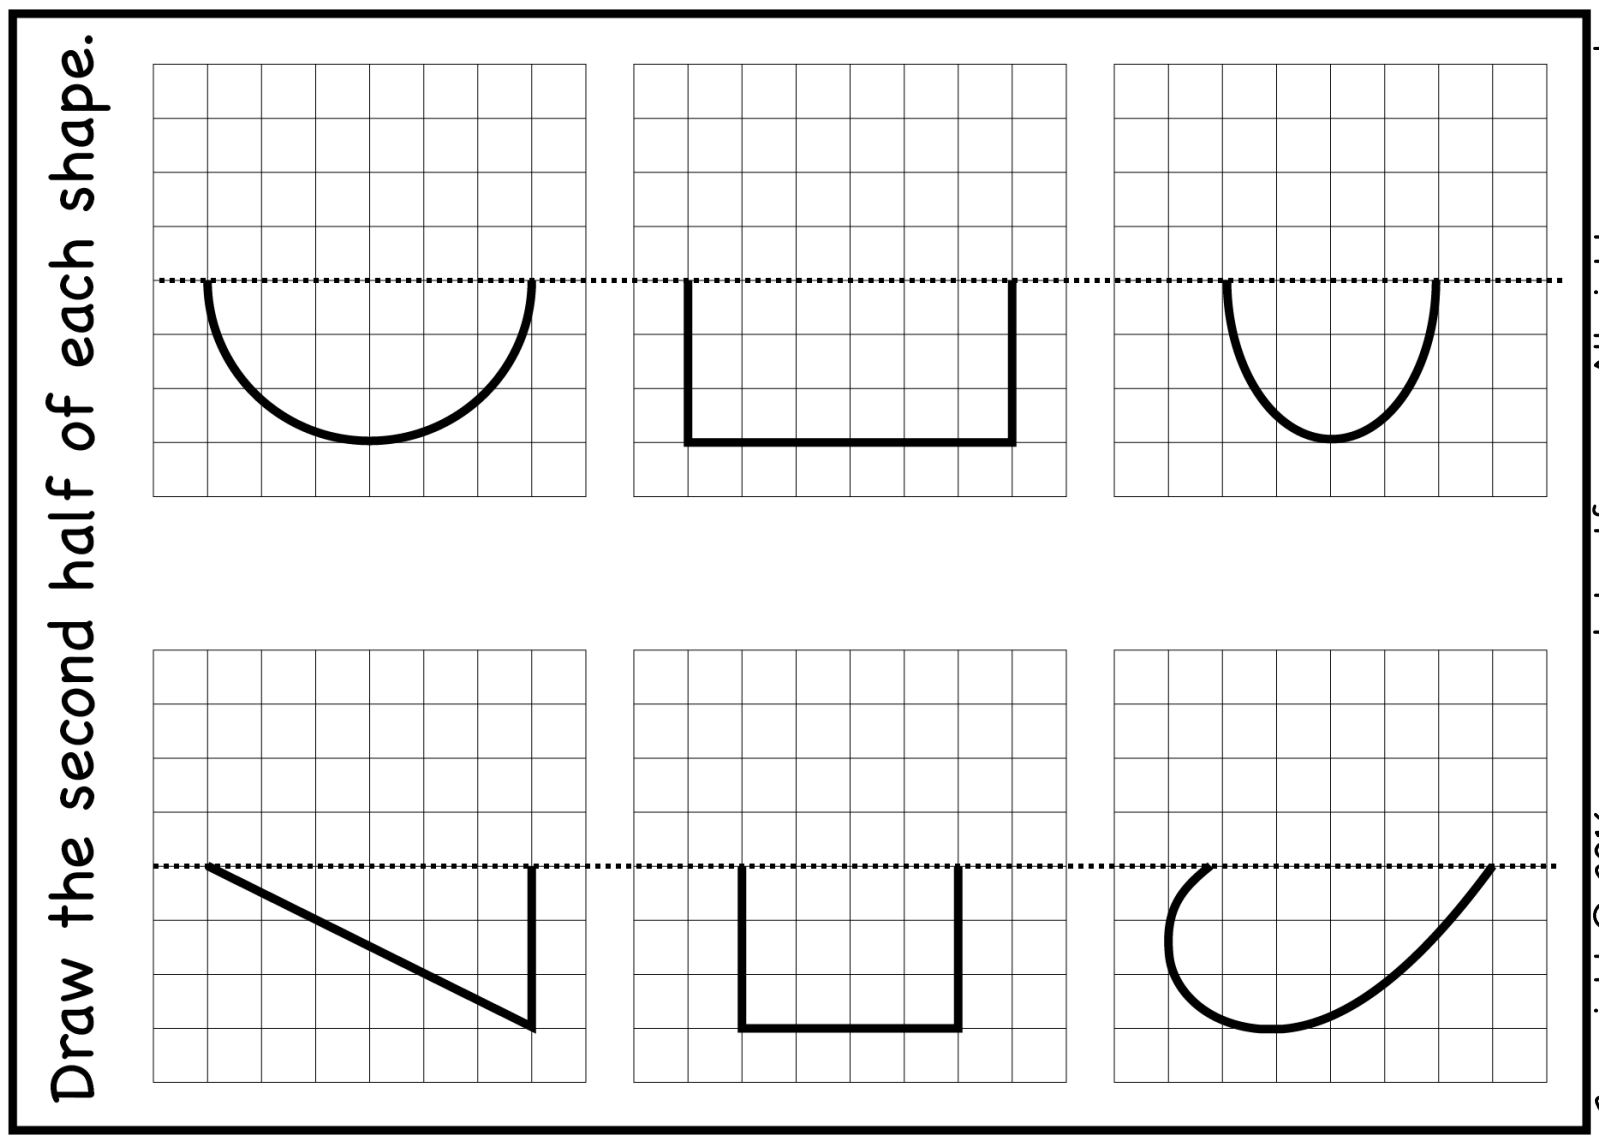 Draw the second half of each shape.